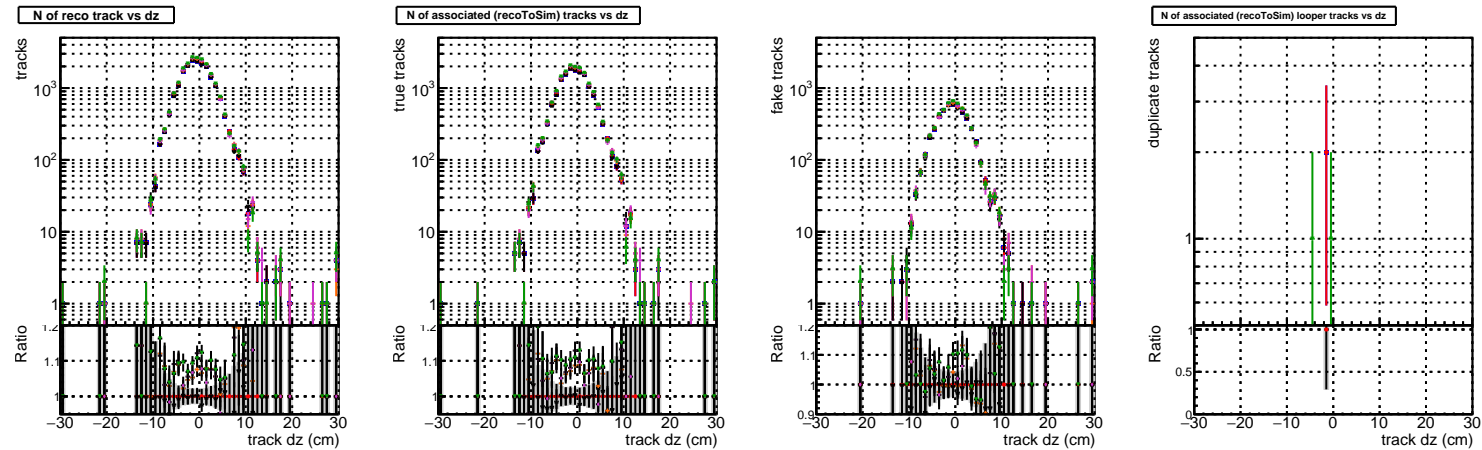 N of reco track vs dz
tracks
10³
10²
10
1
Ratio
1.2
1.1
1
−30 −20 −10 0 10 20 30
track dz (cm)
N of associated (recoToSim) tracks vs dz
true tracks
10³
10²
10
1
Ratio
1.2
1.1
1
−30 −20 −10 0 10 20 30
track dz (cm)
fake tracks
10³
10²
10
1
Ratio
1.2
1.1
1
0.9
−30 −20 −10 0 10 20 30
track dz (cm)
N of associated (recoToSim) looper tracks vs dz
duplicate tracks
1
Ratio
1
0.5
0
−30 −20 −10 0 10 20 30
track dz (cm)